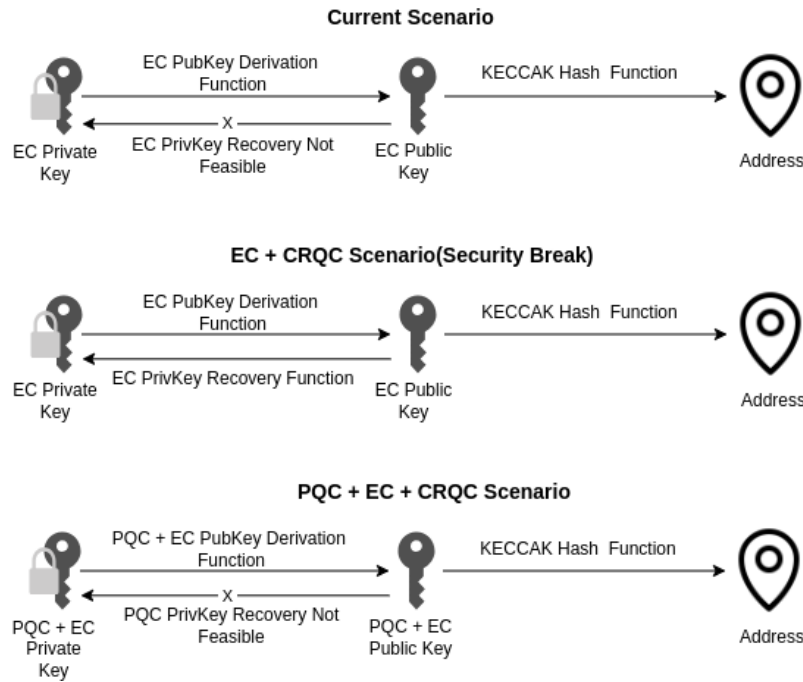 Current Scenario
EC PubKey Derivation
Function
KECCAK Hash  Function
X
EC PrivKey Recovery Not
Feasible
EC Private
Key
EC Public
Key
Address
EC + CRQC Scenario(Security Break)
EC PubKey Derivation
Function
KECCAK Hash  Function
EC PrivKey Recovery Function
EC Private
Key
EC Public
Key
Address
PQC + EC + CRQC Scenario
PQC + EC PubKey Derivation
Function
KECCAK Hash  Function
X
PQC PrivKey Recovery Not
Feasible
PQC + EC
Private
Key
PQC + EC
Public Key
Address